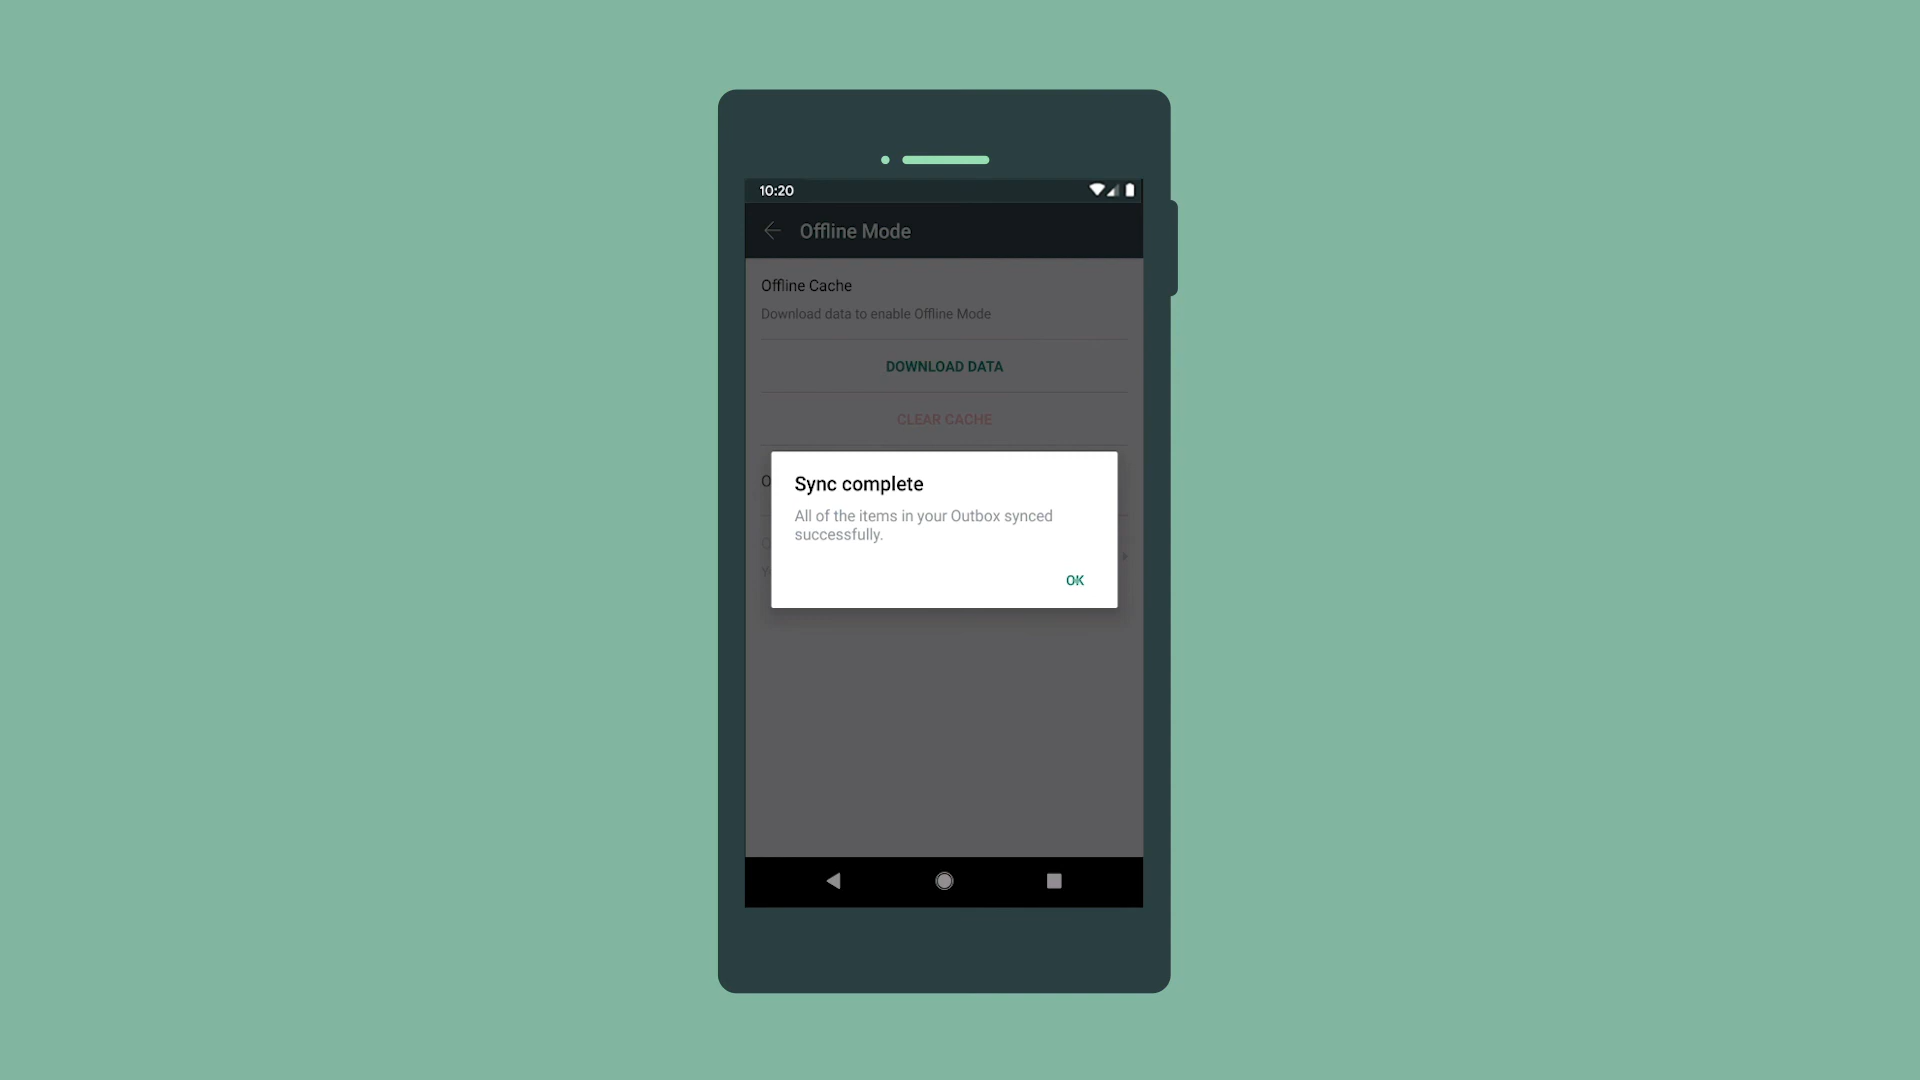 10:20
Offline Mode
Offline Cache
Download data to enable Offline Mode
DOWNLOAD DATA
CLEAR CACHE
Sync complete
All of the items in your Outbox synced
successfully.
OK